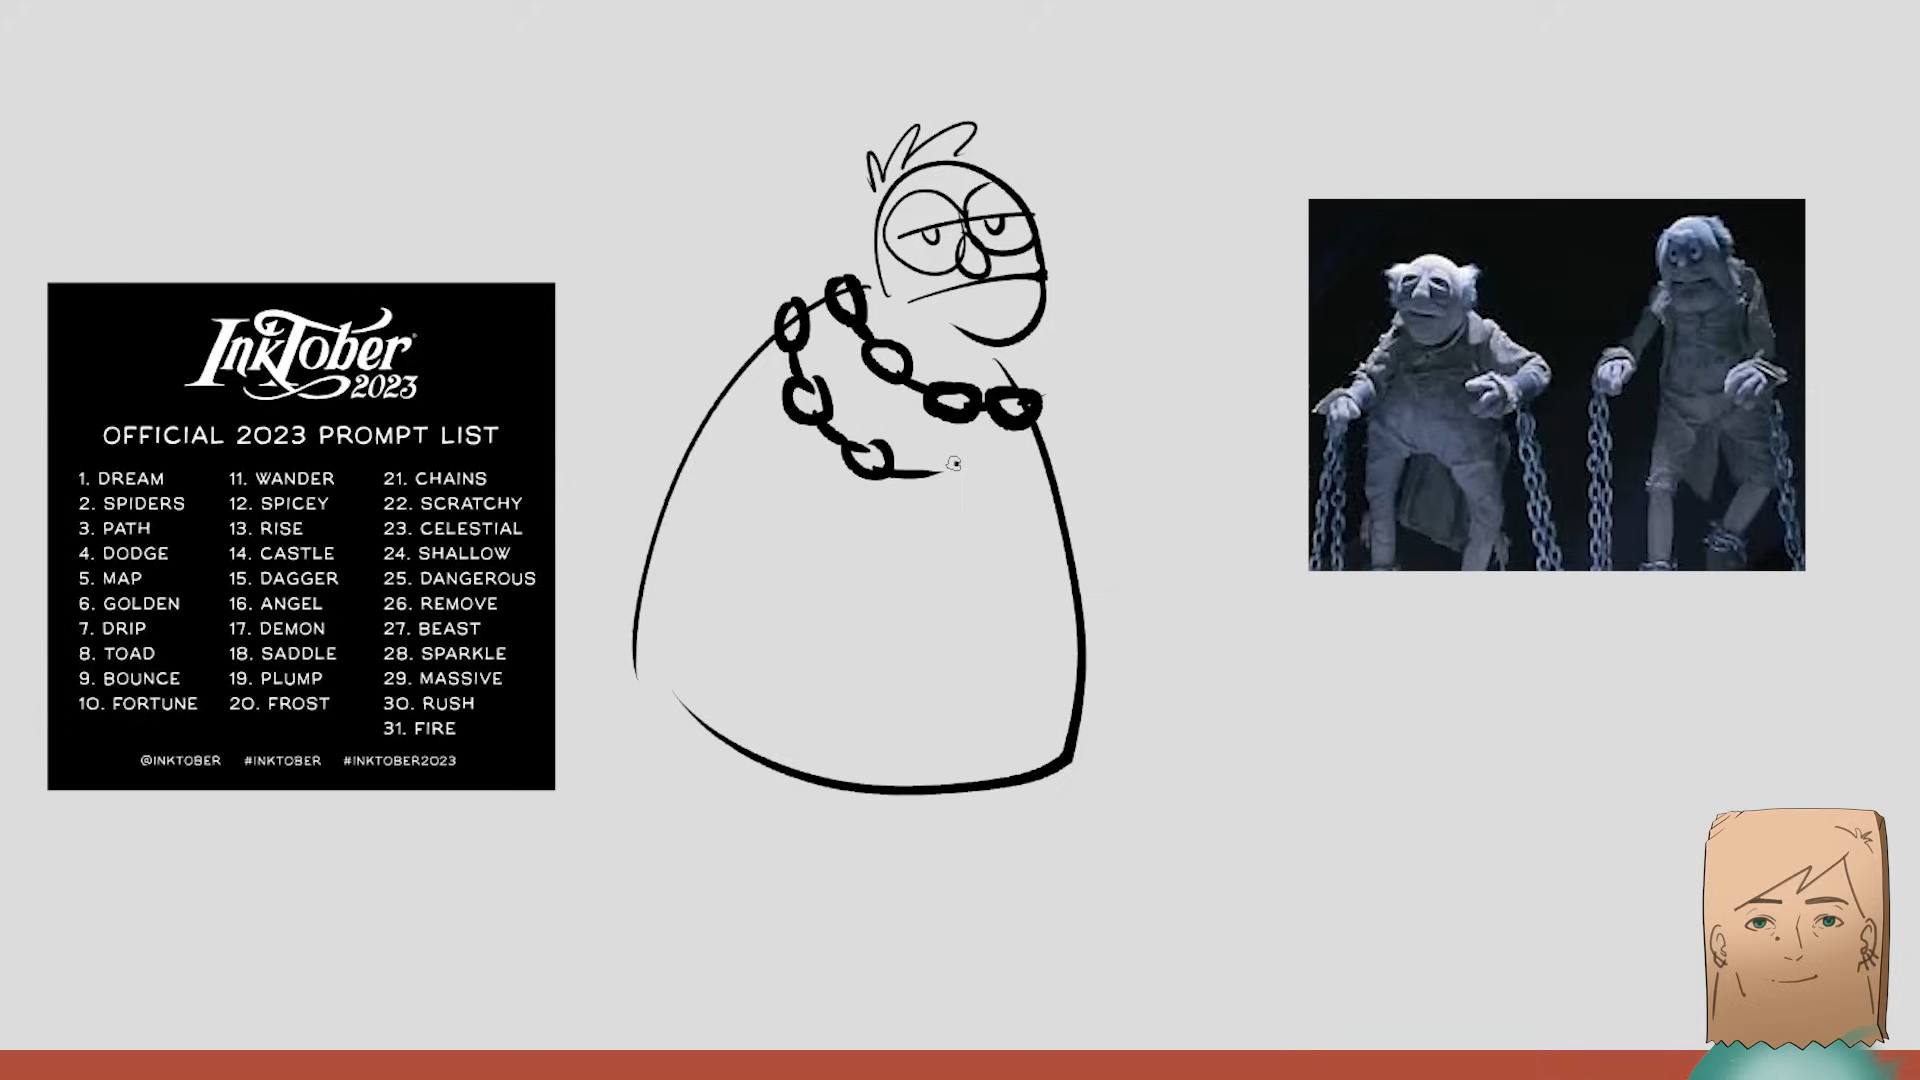 InkTober
2023
OFFICIAL 2023 PROMPT LIST
1. DREAM
2. SPIDERS
3. PATH
4. DODGE
5. MAP
6. GOLDEN
7. DRIP
8. TOAD
9. BOUNCE
10. FORTUNE
11. WANDER
12. SPICEY
13. RISE
14. CASTLE
15. DAGGER
16. ANGEL
17. DEMON
18. SADDLE
19. PLUMP
20. FROST
21. CHAINS
22. SCRATCHY
23. CELESTIAL
24. SHALLOW
25. DANGEROUS
26. REMOVE
27. BEAST
28. SPARKLE
29. MASSIVE
30. RUSH
31. FIRE
@INKTOBER #INKTOBER #INKTOBER2023